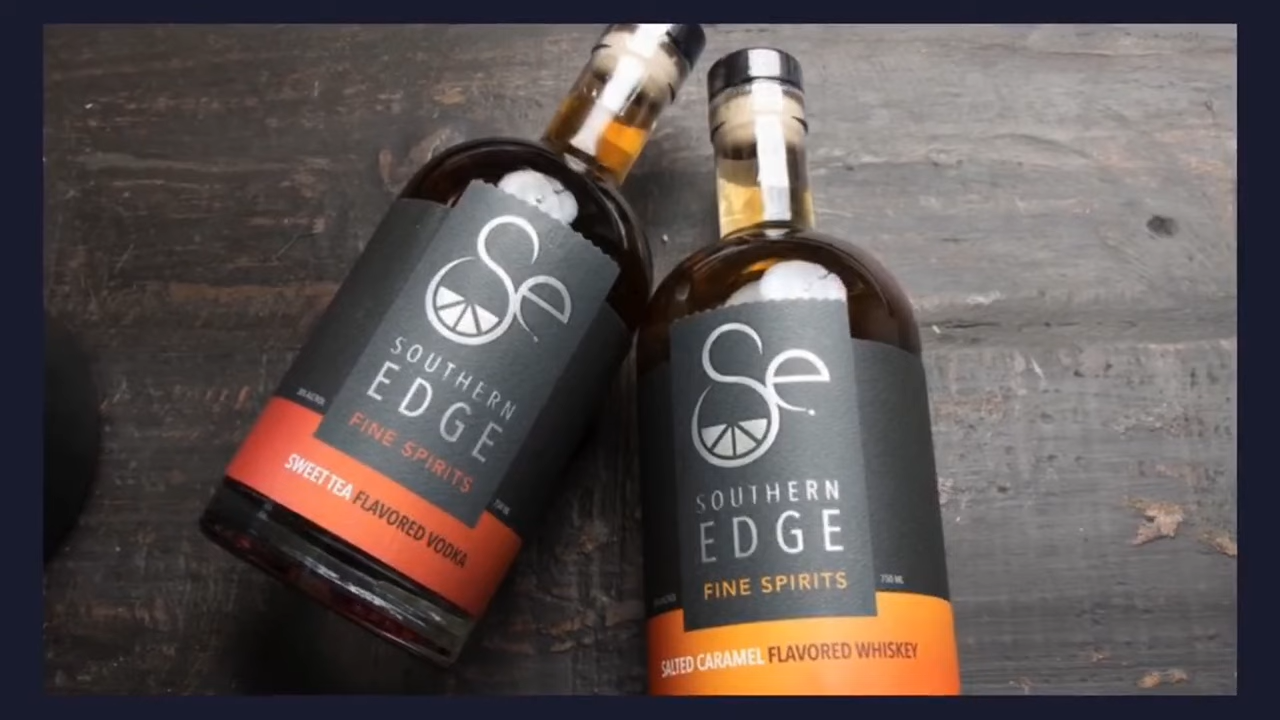 Se
SOUTHERN
EDGE
FINE SPIRITS
SWEET TEA FLAVORED VODKA
Se
SOUTHERN
EDGE
FINE SPIRITS
750 ML
SALTED CARAMEL FLAVORED WHISKEY